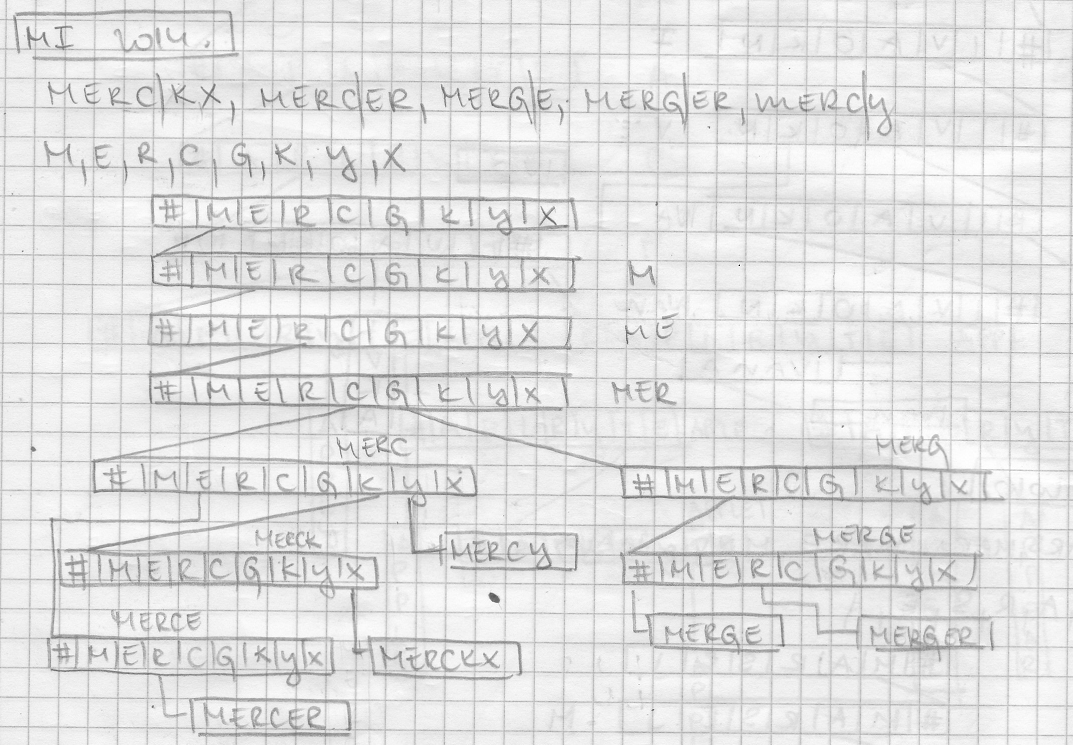 MI 2014.
MERC|KX, MERC|ER, MERG|E, MERG|ER, MERC|Y
M, E, R, C, G, K, Y, X
# | M | E | R | C | G | K | Y | X
# | M | E | R | C | G | K | Y | X M
# | M | E | R | C | G | K | Y | X ME
# | M | E | R | C | G | K | Y | X MER
MERC MERG
# | M | E | R | C | G | K | Y | X # | M | E | R | C | G | K | Y | X
MERCK MERCY MERGE
# | M | E | R | C | G | K | Y | X # | M | E | R | C | G | K | Y | X
MERCE MERGE MERGER
# | M | E | R | C | G | K | Y | X MERCKX
MERCER